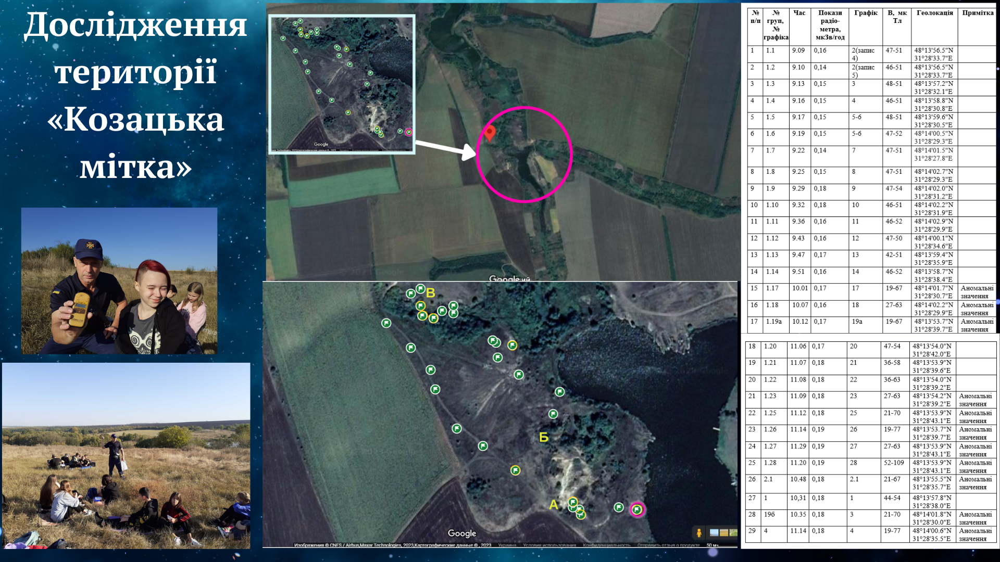 Дослідження
території
«Козацька
мітка»
Google
Google
В
Б
А
Google
Изображения © CNES / Airbus,Maxar Technologies, 2023,Картографические данные © , 2023 Украина Условия использования Конфиденциальность Отправить отзыв о продукте 50 м
№ п/п № груп, № графіка Час Покази радіо-метра, мкЗв/год Графік В, мк Тл Геолокація Примітка
1 1.1 9.09 0,16 2(запис 4) 47-51 48°13'56.5"N 31°28'33.7"E
2 1.2 9.10 0,14 2(запис 5) 46-51 48°13'56.5"N 31°28'33.7"E
3 1.3 9.13 0,15 3 48-51 48°13'57.2"N 31°28'32.1"E
4 1.4 9.16 0,15 4 46-51 48°13'58.8"N 31°28'30.8"E
5 1.5 9.17 0,15 5-6 48-51 48°13'59.6"N 31°28'30.5"E
6 1.6 9.19 0,15 5-6 47-52 48°14'00.5"N 31°28'29.3"E
7 1.7 9.22 0,14 7 47-51 48°14'01.5"N 31°28'27.8"E
8 1.8 9.25 0,15 8 47-51 48°14'02.7"N 31°28'29.3"E
9 1.9 9.29 0,18 9 47-54 48°14'02.0"N 31°28'31.2"E
10 1.10 9.32 0,18 10 46-51 48°14'02.2"N 31°28'31.9"E
11 1.11 9.36 0,16 11 46-52 48°14'02.9"N 31°28'29.9"E
12 1.12 9.43 0,16 12 47-50 48°14'00.1"N 31°28'34.6"E
13 1.13 9.47 0,17 13 42-51 48°13'59.4"N 31°28'35.9"E
14 1.14 9.51 0,16 14 46-52 48°13'58.7"N 31°28'38.4"E
15 1.17 10.01 0,17 17 19-67 48°14'01.7"N 31°28'30.7"E Аномальні значення
16 1.18 10.07 0,16 18 27-63 48°14'02.2"N 31°28'29.9"E Аномальні значення
17 1.19а 10.12 0,17 19а 19-67 48°13'53.7"N 31°28'39.7"E Аномальні значення
18 1.20 11.06 0,17 20 47-54 48°13'54.0"N 31°28'42.0"E
19 1.21 11.07 0,18 21 36-58 48°13'53.9"N 31°28'39.6"E
20 1.22 11.08 0,18 22 36-63 48°13'54.0"N 31°28'39.2"E
21 1.23 11.09 0,18 23 27-63 48°13'54.2"N 31°28'39.2"E Аномальні значення
22 1.25 11.12 0,18 25 21-70 48°13'53.9"N 31°28'43.1"E Аномальні значення
23 1.26 11.14 0,19 26 19-77 48°13'53.7"N 31°28'39.7"E Аномальні значення
24 1.27 11.29 0,19 27 27-63 48°13'53.9"N 31°28'43.1"E Аномальні значення
25 1.28 11.20 0,19 28 52-109 48°13'53.9"N 31°28'43.1"E Аномальні значення
26 2.1 10.48 0,18 2.1 21-67 48°13'55.5"N 31°28'35.7"E Аномальні значення
27 1 10,31 0,18 1 44-54 48°13'57.8"N 31°28'38.0"E
28 19б 10.35 0,18 3 21-70 48°14'01.8"N 31°28'30.0"E Аномальні значення
29 4 11.14 0,18 4 19-77 48°14'00.6"N 31°28'35.5"E Аномальні значення